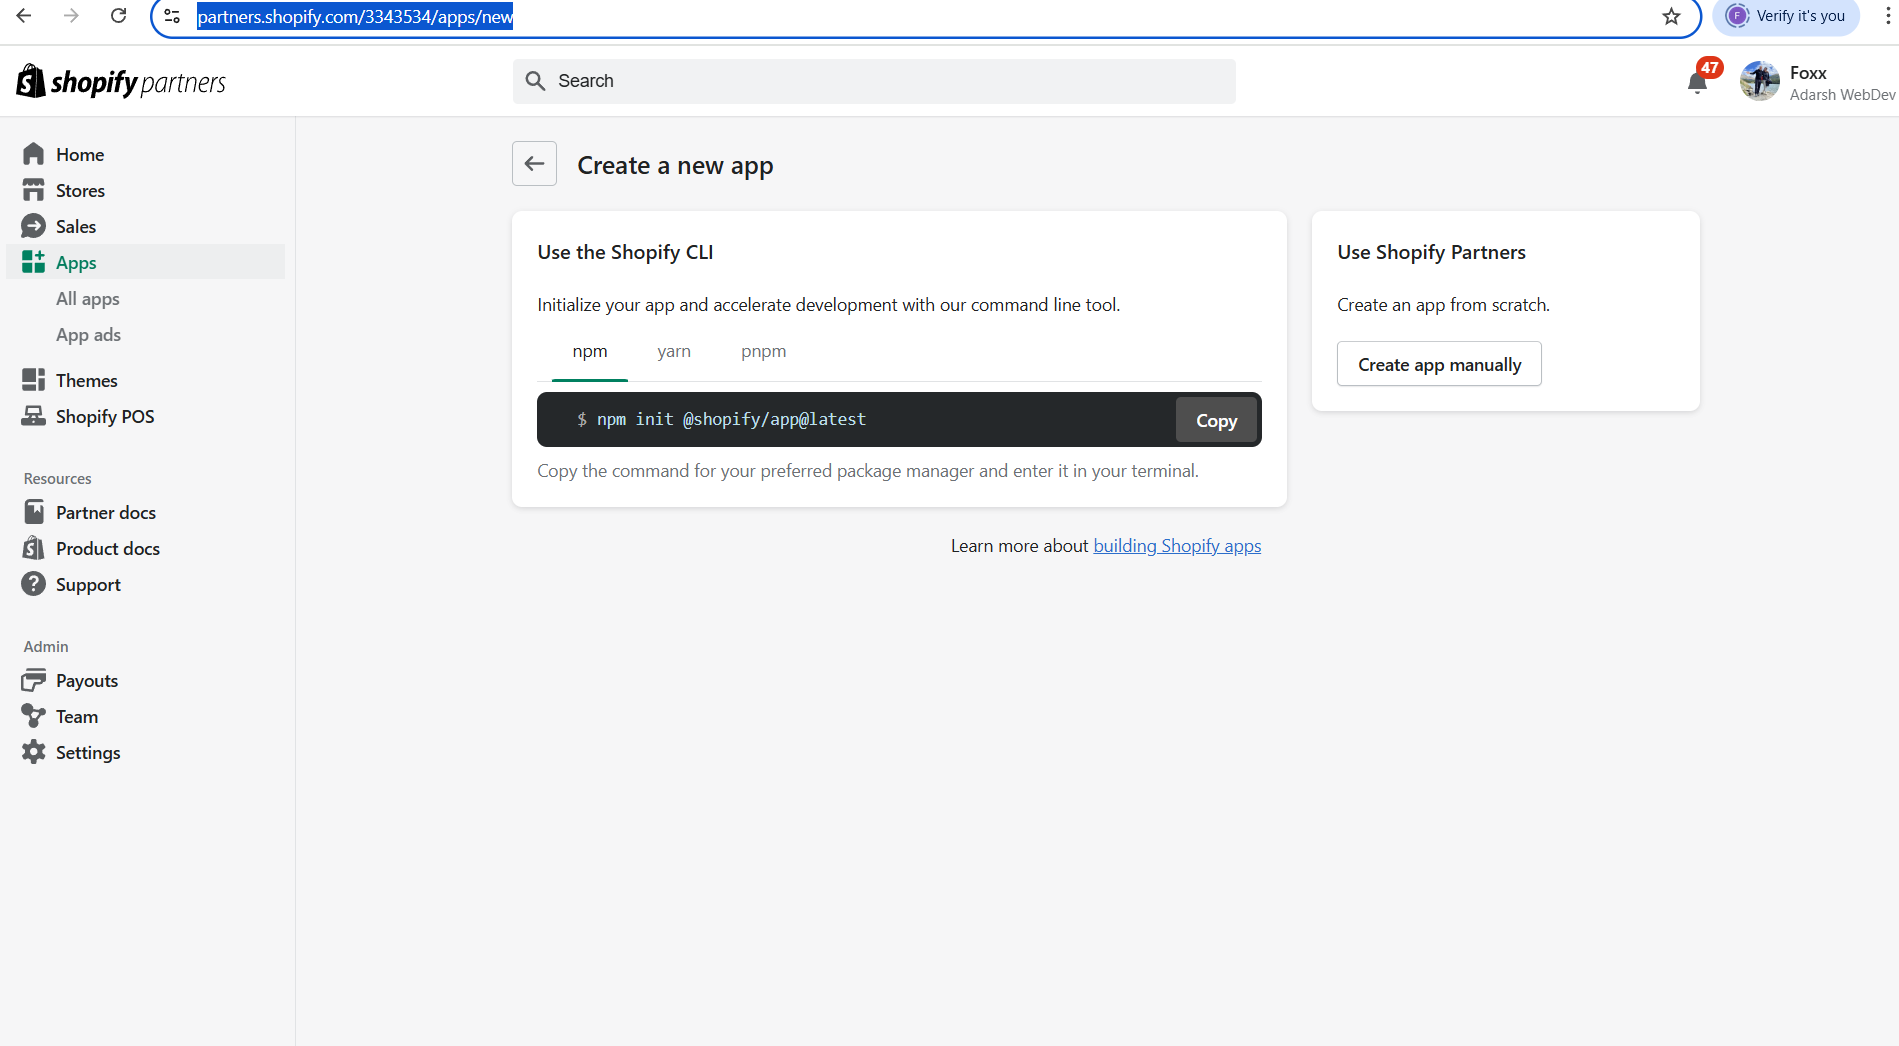 partners.shopify.com/3343534/apps/new
F
Verify it's you
shopify partners
Search
47
Foxx
Adarsh WebDev
Home
Stores
Sales
Apps
All apps
App ads
Themes
Shopify POS
Resources
Partner docs
Product docs
Support
Admin
Payouts
Team
Settings
Create a new app
Use the Shopify CLI
Initialize your app and accelerate development with our command line tool.
npm yarn pnpm
$ npm init @shopify/app@latest
Copy
Copy the command for your preferred package manager and enter it in your terminal.
Use Shopify Partners
Create an app from scratch.
Create app manually
Learn more about building Shopify apps